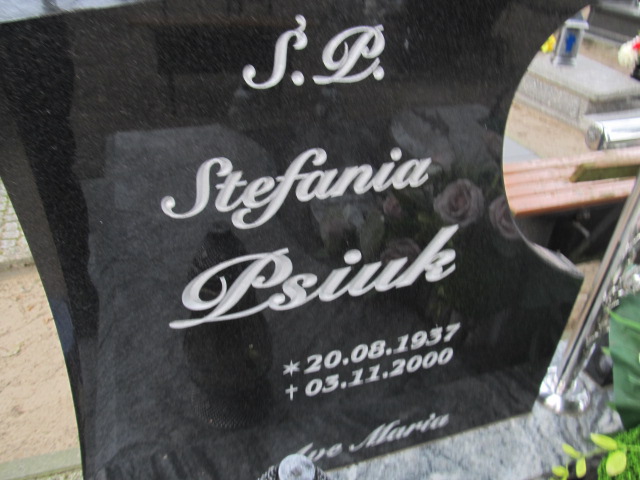 Ś.P.
Stefania
Psiuk
* 20.08.1937
† 03.11.2000
Ave Maria